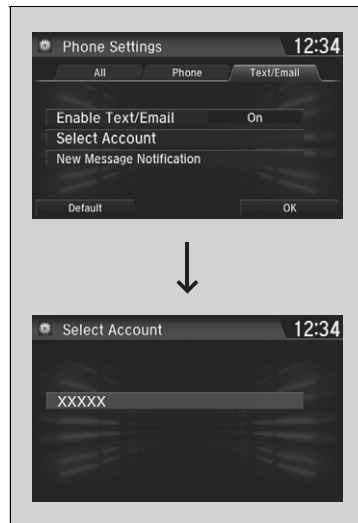 Phone Settings 12:34
All Phone Text/Email
Enable Text/Email On
Select Account
New Message Notification
Default OK
Select Account 12:34
XXXXX